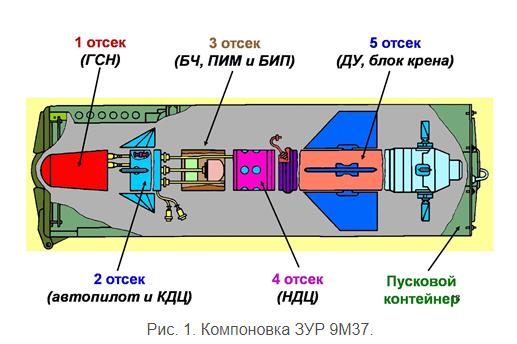 1 отсек
(ГСН)
3 отсек
(БЧ, ПИМ и БИП)
5 отсек
(ДУ, блок крена)
2 отсек
(автопилот и КДЦ)
4 отсек
(НДЦ)
Пусковой
контейнер
Рис. 1. Компоновка ЗУР 9М37.